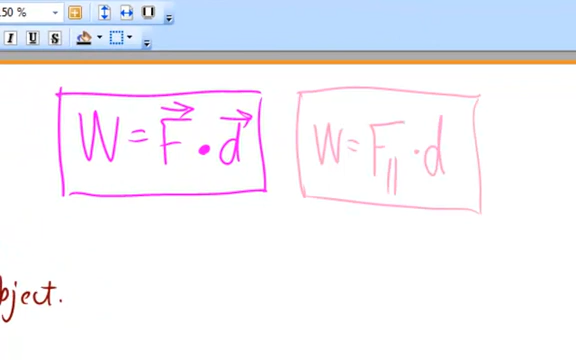 .50 %
I U S
W = F⃗ • d⃗
W = F∥ · d
bject.